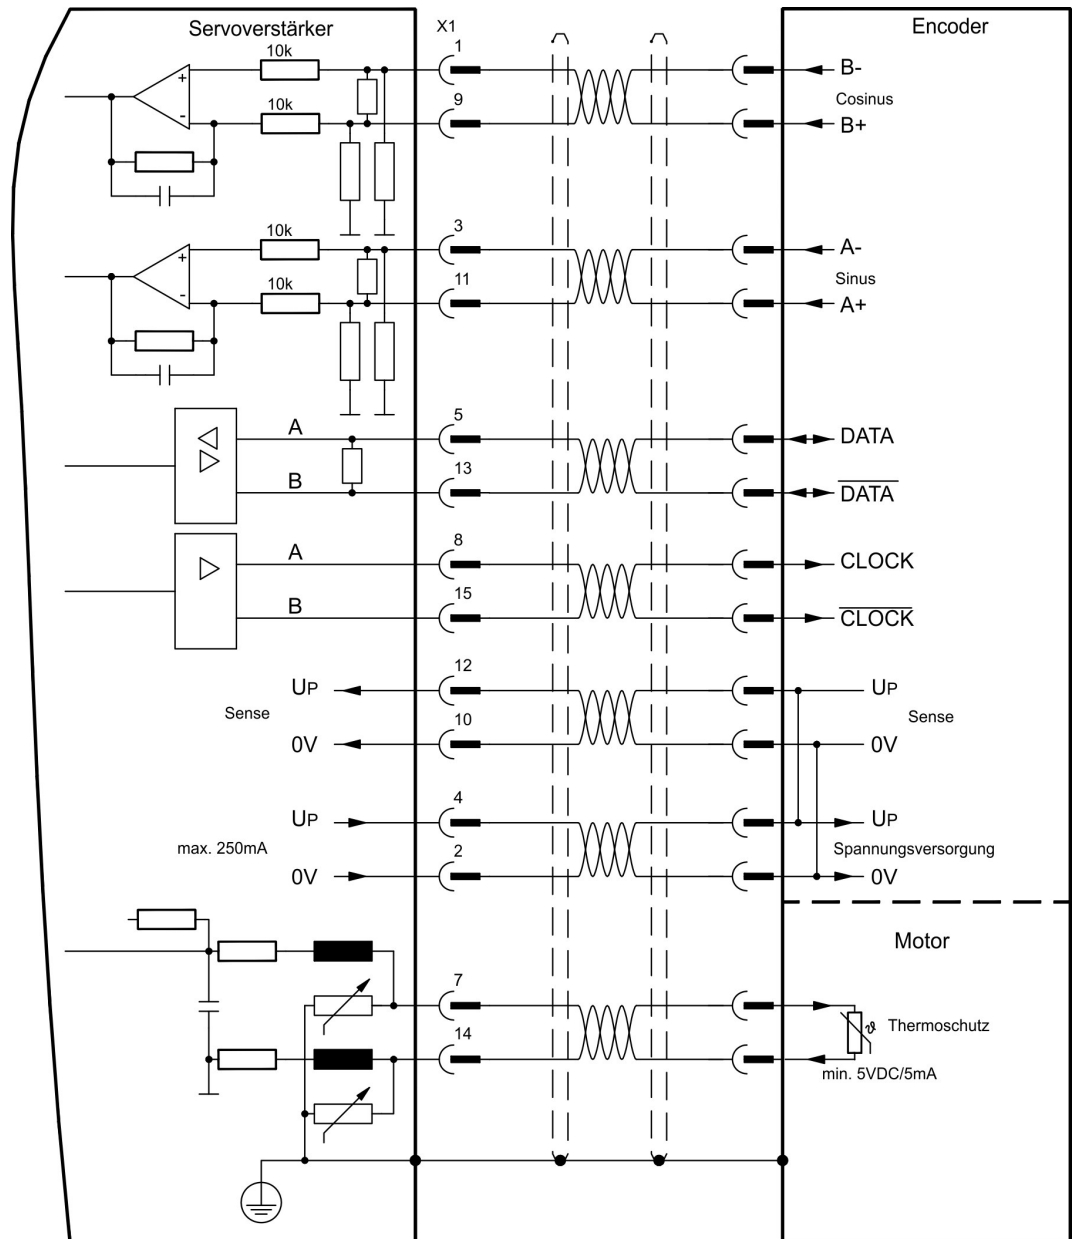 Servoverstärker
X1
Encoder
10k
1
B-
Cosinus
10k
9
B+
+
-
10k
3
A-
Sinus
10k
11
A+
+
-
A
5
DATA
B
13
DATA
A
8
CLOCK
B
15
CLOCK
UP
12
UP
Sense
Sense
0V
10
0V
UP
4
UP
max. 250mA
Spannungsversorgung
0V
2
0V
Motor
7
14
ϑ
Thermoschutz
min. 5VDC/5mA